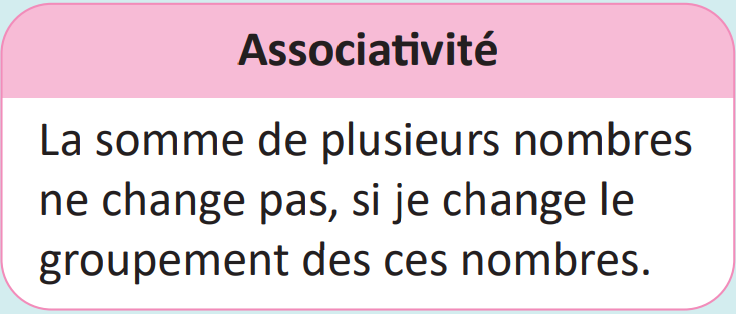 Associativité
La somme de plusieurs nombres
ne change pas, si je change le
groupement des ces nombres.